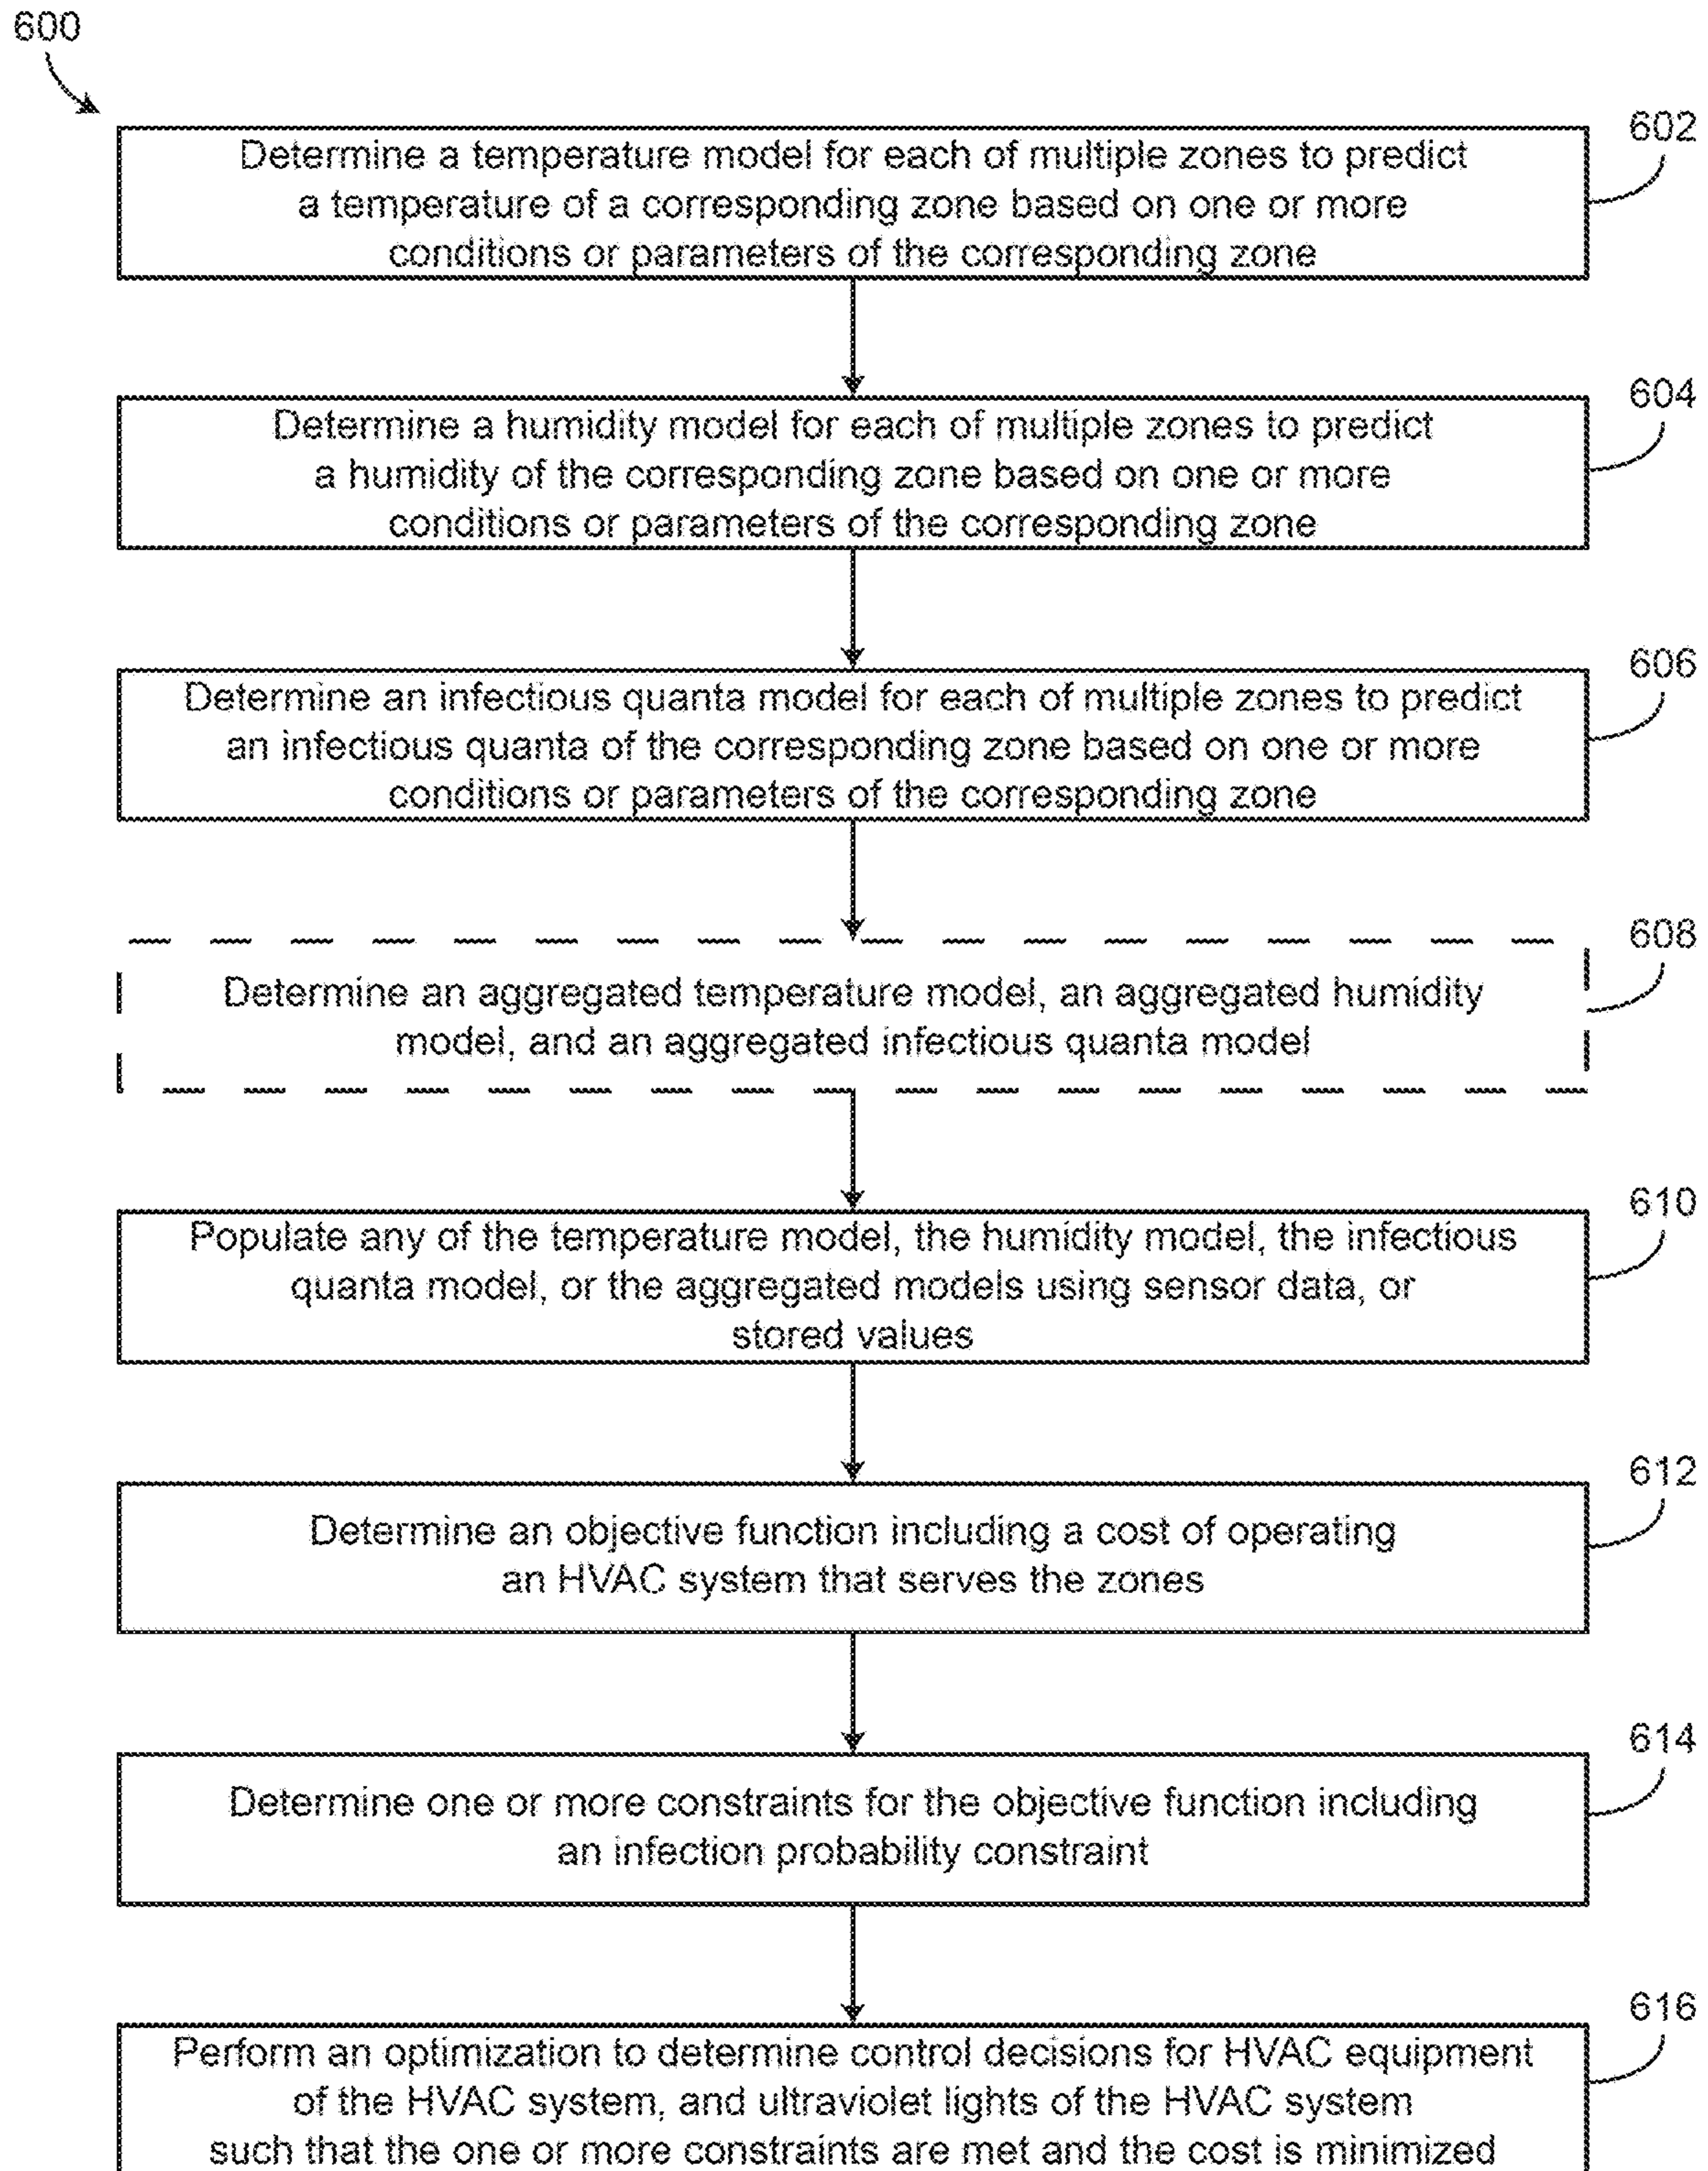 600
602
Determine a temperature model for each of multiple zones to predict
a temperature of a corresponding zone based on one or more
conditions or parameters of the corresponding zone
604
Determine a humidity model for each of multiple zones to predict
a humidity of the corresponding zone based on one or more
conditions or parameters of the corresponding zone
606
Determine an infectious quanta model for each of multiple zones to predict
an infectious quanta of the corresponding zone based on one or more
conditions or parameters of the corresponding zone
608
Determine an aggregated temperature model, an aggregated humidity
model, and an aggregated infectious quanta model
610
Populate any of the temperature model, the humidity model, the infectious
quanta model, or the aggregated models using sensor data, or
stored values
612
Determine an objective function including a cost of operating
an HVAC system that serves the zones
614
Determine one or more constraints for the objective function including
an infection probability constraint
616
Perform an optimization to determine control decisions for HVAC equipment
of the HVAC system, and ultraviolet lights of the HVAC system
such that the one or more constraints are met and the cost is minimized